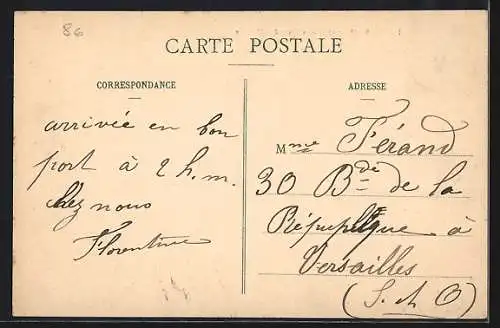 86
CARTE POSTALE
CORRESPONDANCE
arrivée en bon
port à 2 h. m.
chez nous
Florentine
ADRESSE
Mme Férand
30 Bde de la
République à
Versailles
(S. et O)